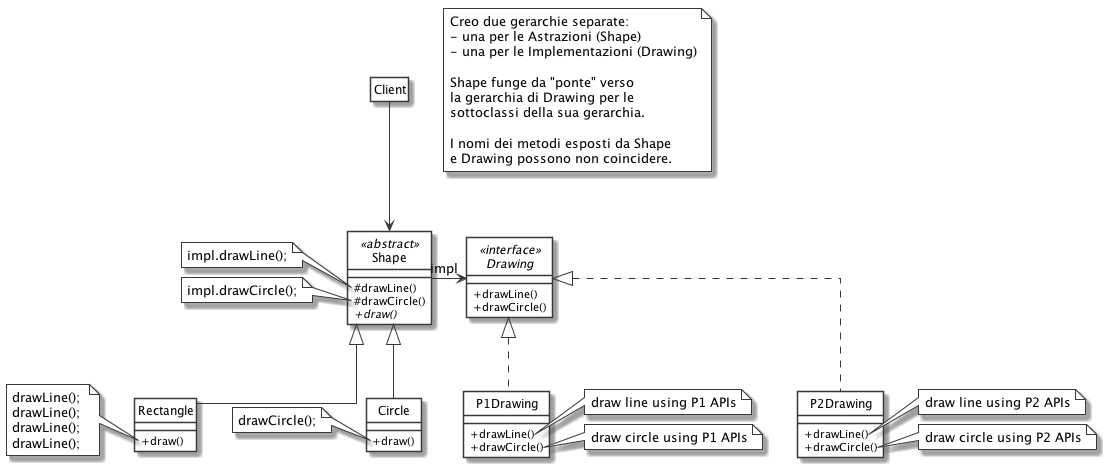 Creo due gerarchie separate:
- una per le Astrazioni (Shape)
- una per le Implementazioni (Drawing)
Shape funge da "ponte" verso
la gerarchia di Drawing per le
sottoclassi della sua gerarchia.
I nomi dei metodi esposti da Shape
e Drawing possono non coincidere.
Client
«abstract»
Shape
#drawLine()
#drawCircle()
+draw()
impl.drawLine();
impl.drawCircle();
impl
«interface»
Drawing
+drawLine()
+drawCircle()
drawLine();
drawLine();
drawLine();
drawLine();
Rectangle
+draw()
drawCircle();
Circle
+draw()
P1Drawing
+drawLine()
+drawCircle()
draw line using P1 APIs
draw circle using P1 APIs
P2Drawing
+drawLine()
+drawCircle()
draw line using P2 APIs
draw circle using P2 APIs